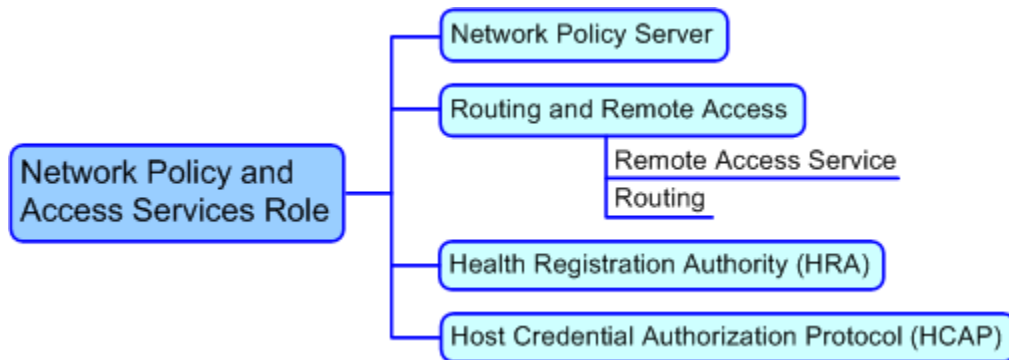 Network Policy Server
Routing and Remote Access
Remote Access Service
Routing
Network Policy and
Access Services Role
Health Registration Authority (HRA)
Host Credential Authorization Protocol (HCAP)